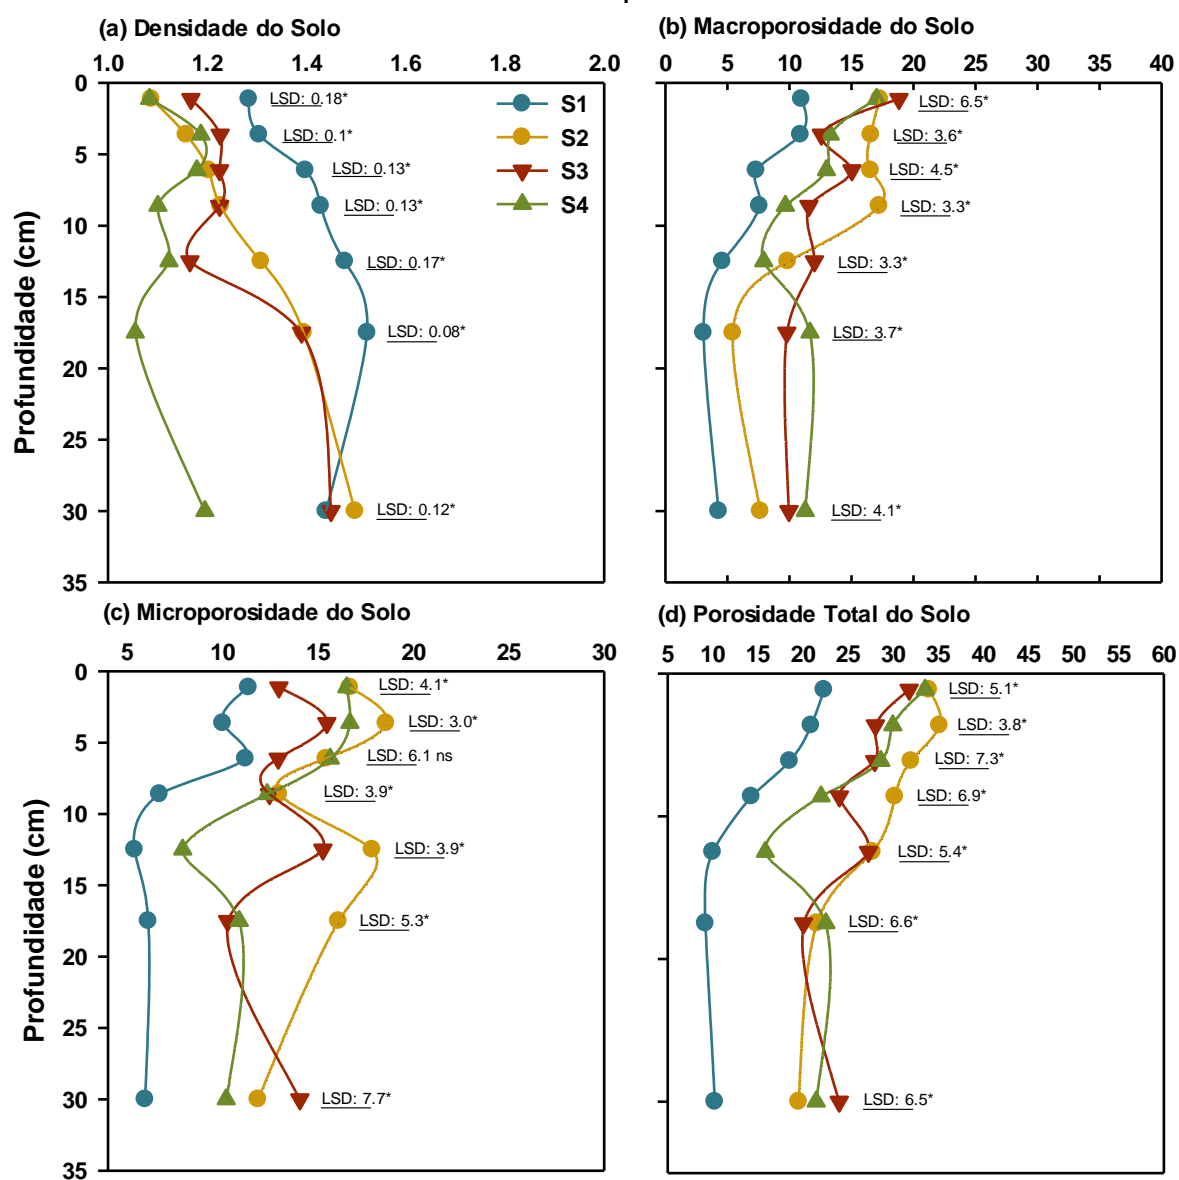 (a) Densidade do Solo
1.0 1.2 1.4 1.6 1.8 2.0
0
5
10
15
20
25
30
35
Profundidade (cm)
LSD: 0.18*
LSD: 0.1*
LSD: 0.13*
LSD: 0.13*
LSD: 0.17*
LSD: 0.08*
LSD: 0.12*
S1
S2
S3
S4
(b) Macroporosidade do Solo
0 5 10 15 20 25 30 35 40
LSD: 6.5*
LSD: 3.6*
LSD: 4.5*
LSD: 3.3*
LSD: 3.3*
LSD: 3.7*
LSD: 4.1*
(c) Microporosidade do Solo
5 10 15 20 25 30
0
5
10
15
20
25
30
35
Profundidade (cm)
LSD: 4.1*
LSD: 3.0*
LSD: 6.1 ns
LSD: 3.9*
LSD: 3.9*
LSD: 5.3*
LSD: 7.7*
(d) Porosidade Total do Solo
5 10 15 20 25 30 35 40 45 50 55 60
LSD: 5.1*
LSD: 3.8*
LSD: 7.3*
LSD: 6.9*
LSD: 5.4*
LSD: 6.6*
LSD: 6.5*